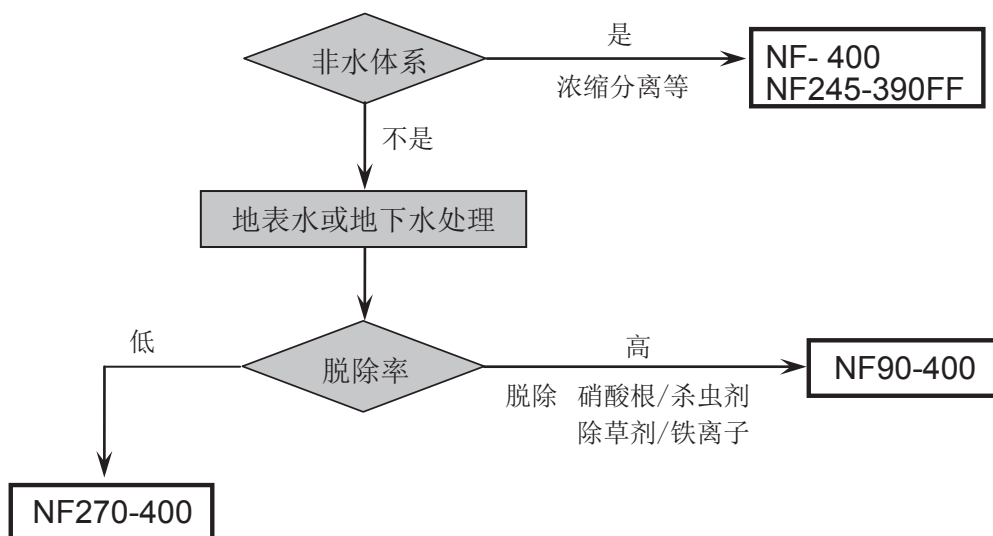 非水体系
是
浓缩分离等
NF- 400
NF245-390FF
不是
地表水或地下水处理
脱除率
低
高
脱除 硝酸根/杀虫剂
除草剂/铁离子
NF90-400
NF270-400